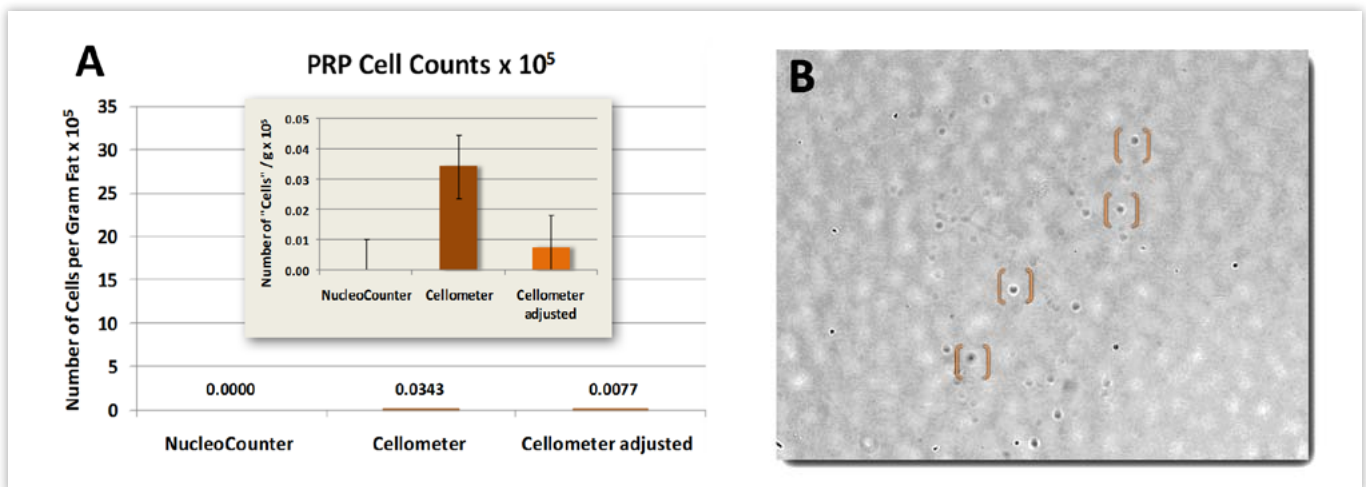 A
PRP Cell Counts x 10⁵
Number of Cells per Gram Fat x 10⁵
35
30
25
20
15
10
5
0
Number of "Cells" / g x 10⁵
0.05
0.04
0.03
0.02
0.01
0.00
NucleoCounter
Cellometer
Cellometer
adjusted
0.0000
0.0343
0.0077
NucleoCounter
Cellometer
Cellometer adjusted
B